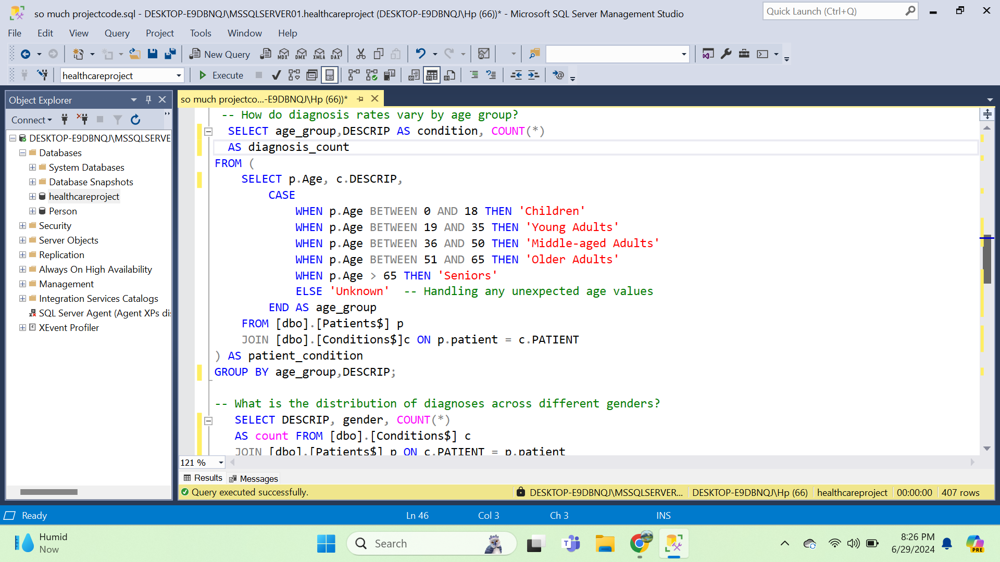 so much projectcode.sql - DESKTOP-E9DBNQJ\MSSQLSERVER01.healthcareproject (DESKTOP-E9DBNQJ\Hp (66))* - Microsoft SQL Server Management Studio
Quick Launch (Ctrl+Q)
File Edit View Query Project Tools Window Help
New Query MDX DMX XMLA DAX
healthcareproject Execute
Object Explorer
so much projectco...-E9DBNQJ\Hp (66))*
Connect
DESKTOP-E9DBNQJ\MSSQLSERVE
Databases
System Databases
Database Snapshots
healthcareproject
Person
Security
Server Objects
Replication
Always On High Availability
Management
Integration Services Catalogs
SQL Server Agent (Agent XPs di
XEvent Profiler
-- How do diagnosis rates vary by age group?
SELECT age_group,DESCRIP AS condition, COUNT(*)
AS diagnosis_count
FROM (
SELECT p.Age, c.DESCRIP,
CASE
WHEN p.Age BETWEEN 0 AND 18 THEN 'Children'
WHEN p.Age BETWEEN 19 AND 35 THEN 'Young Adults'
WHEN p.Age BETWEEN 36 AND 50 THEN 'Middle-aged Adults'
WHEN p.Age BETWEEN 51 AND 65 THEN 'Older Adults'
WHEN p.Age > 65 THEN 'Seniors'
ELSE 'Unknown' -- Handling any unexpected age values
END AS age_group
FROM [dbo].[Patients$] p
JOIN [dbo].[Conditions$]c ON p.patient = c.PATIENT
) AS patient_condition
GROUP BY age_group,DESCRIP;
-- What is the distribution of diagnoses across different genders?
SELECT DESCRIP, gender, COUNT(*)
AS count FROM [dbo].[Conditions$] c
JOIN [dbo].[Patients$] p ON c.PATIENT = p.patient
121 %
Results Messages
Query executed successfully. DESKTOP-E9DBNQJ\MSSQLSERVER... DESKTOP-E9DBNQJ\Hp (66) healthcareproject 00:00:00 407 rows
Ready Ln 46 Col 3 Ch 3 INS
Humid
Now
Search
8:26 PM
6/29/2024
PRE